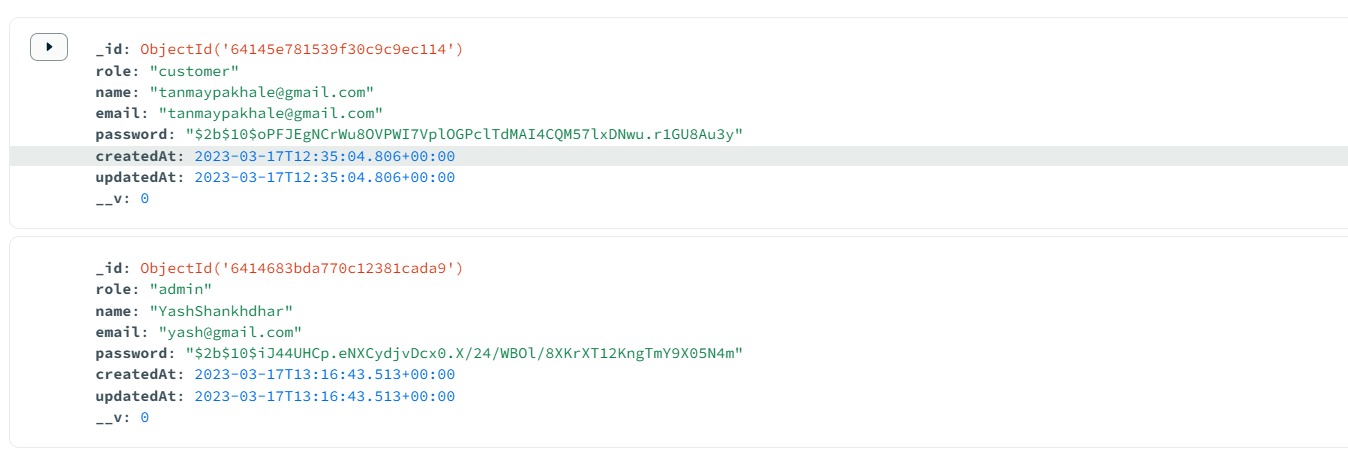 _id: ObjectId('64145e781539f30c9c9ec114')
role: "customer"
name: "tanmaypakhale@gmail.com"
email: "tanmaypakhale@gmail.com"
password: "$2b$10$oPFJEgNCrWu8OVPWI7VplOGPclTdMAI4CQM57lxDNwu.r1GU8Au3y"
createdAt: 2023-03-17T12:35:04.806+00:00
updatedAt: 2023-03-17T12:35:04.806+00:00
__v: 0
_id: ObjectId('6414683bda770c12381cada9')
role: "admin"
name: "YashShankhdhar"
email: "yash@gmail.com"
password: "$2b$10$iJ44UHCp.eNXCydjvDcx0.X/24/WBOl/8XKrXT12KngTmY9X05N4m"
createdAt: 2023-03-17T13:16:43.513+00:00
updatedAt: 2023-03-17T13:16:43.513+00:00
__v: 0